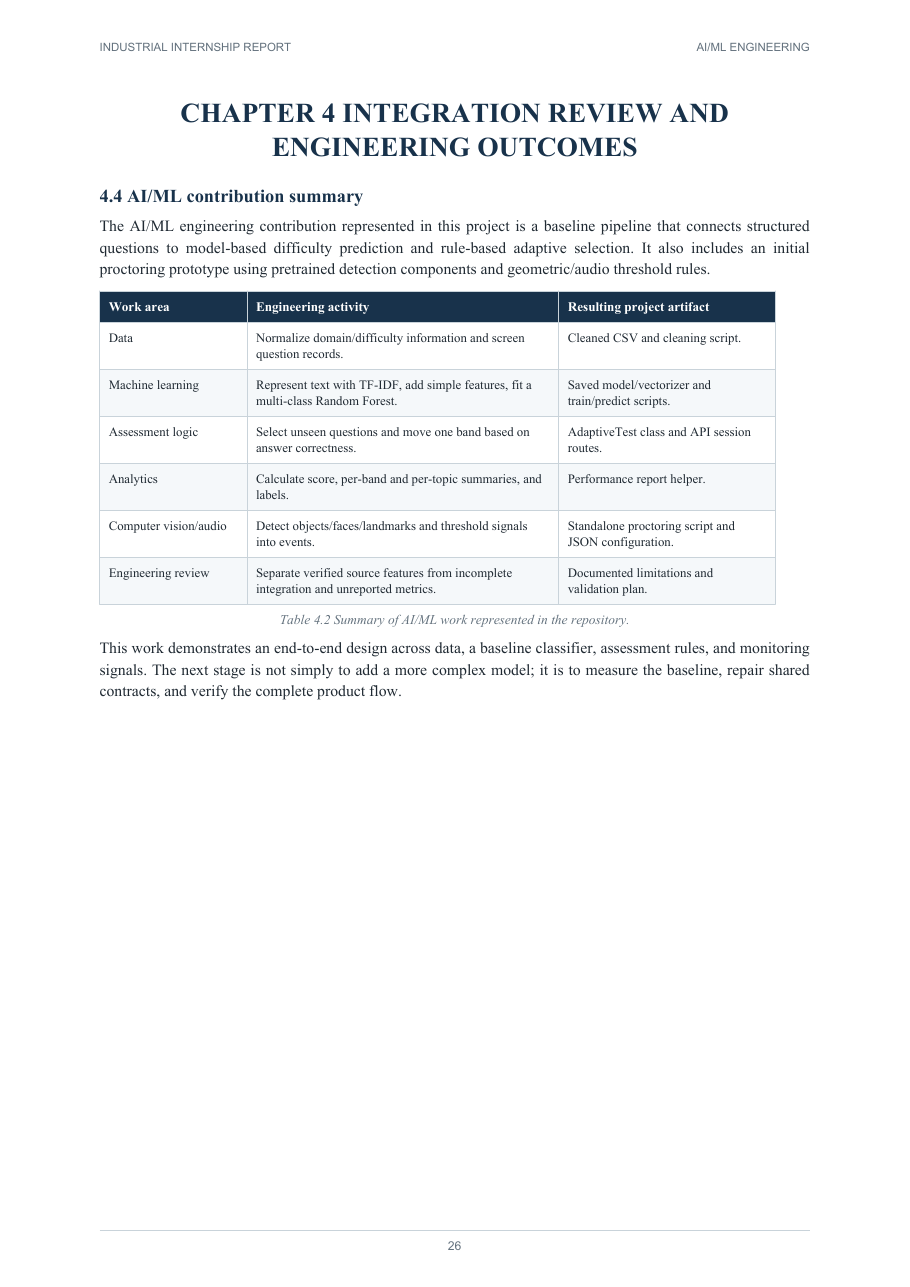 INDUSTRIAL INTERNSHIP REPORT
AI/ML ENGINEERING
CHAPTER 4 INTEGRATION REVIEW AND
ENGINEERING OUTCOMES
4.4 AI/ML contribution summary
The AI/ML engineering contribution represented in this project is a baseline pipeline that connects structured
questions to model-based difficulty prediction and rule-based adaptive selection. It also includes an initial
proctoring prototype using pretrained detection components and geometric/audio threshold rules.
Work area
Engineering activity
Resulting project artifact
Data
Normalize domain/difficulty information and screen
question records.
Cleaned CSV and cleaning script.
Machine learning
Represent text with TF-IDF, add simple features, fit a
multi-class Random Forest.
Saved model/vectorizer and
train/predict scripts.
Assessment logic
Select unseen questions and move one band based on
answer correctness.
AdaptiveTest class and API session
routes.
Analytics
Calculate score, per-band and per-topic summaries, and
labels.
Performance report helper.
Computer vision/audio
Detect objects/faces/landmarks and threshold signals
into events.
Standalone proctoring script and
JSON configuration.
Engineering review
Separate verified source features from incomplete
integration and unreported metrics.
Documented limitations and
validation plan.
Table 4.2 Summary of AI/ML work represented in the repository.
This work demonstrates an end-to-end design across data, a baseline classifier, assessment rules, and monitoring
signals. The next stage is not simply to add a more complex model; it is to measure the baseline, repair shared
contracts, and verify the complete product flow.
26